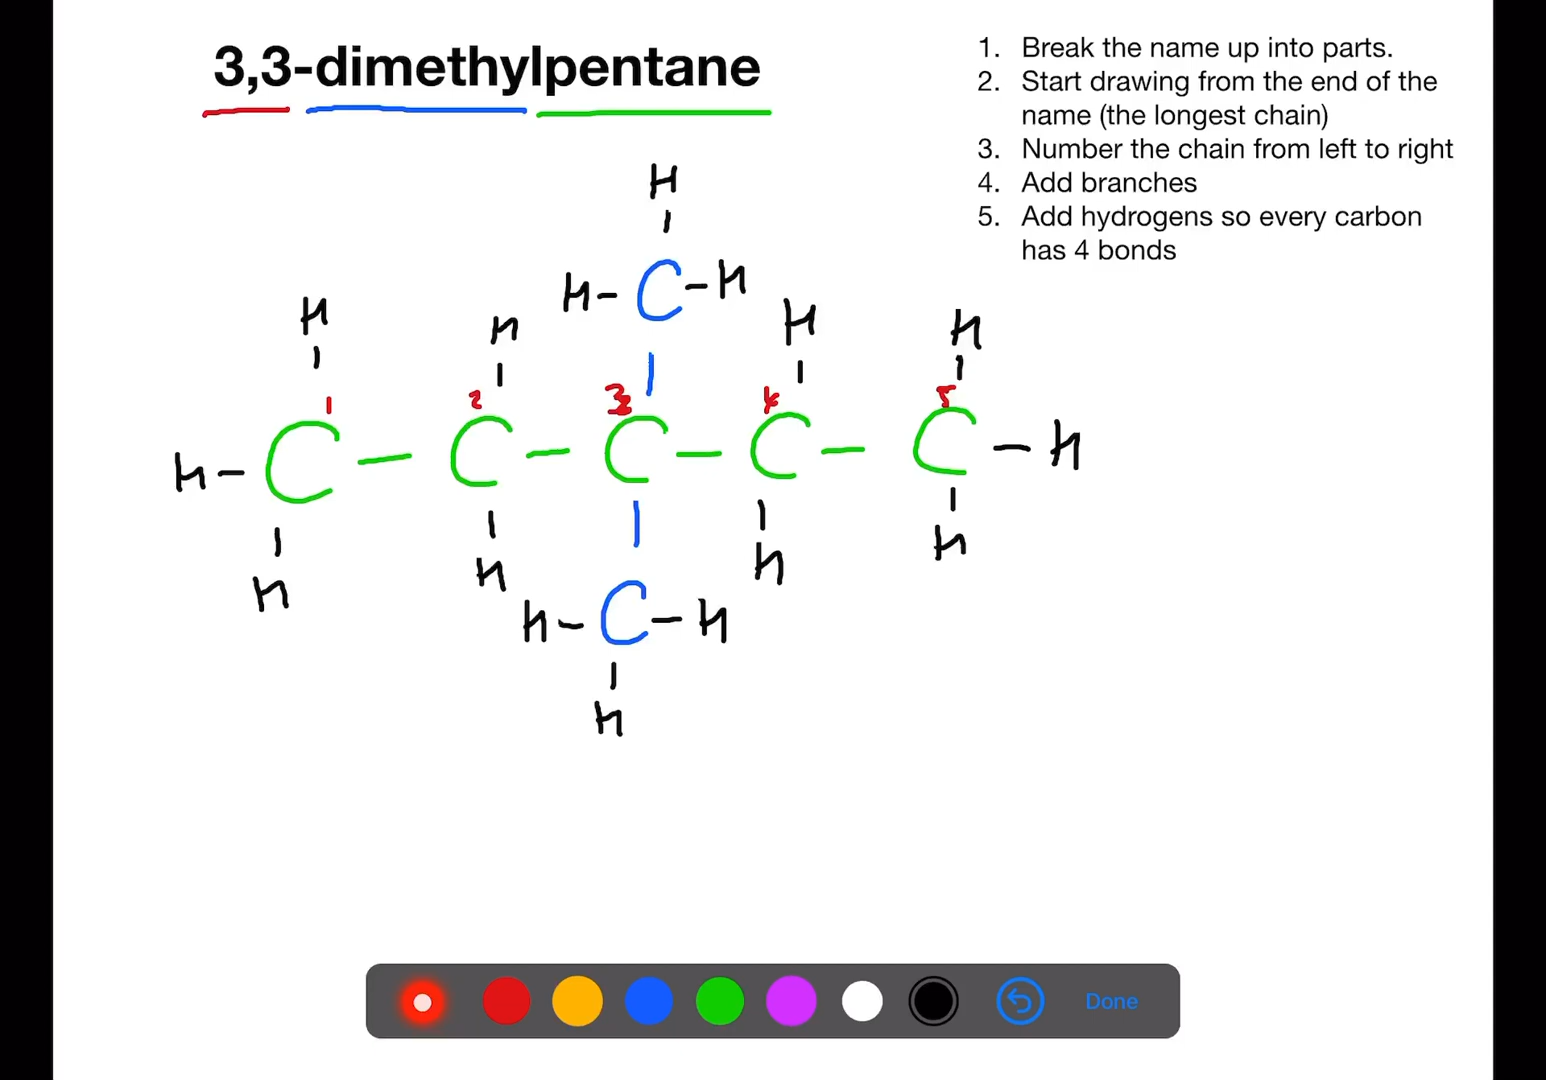 3,3-dimethylpentane
1. Break the name up into parts.
2. Start drawing from the end of the
name (the longest chain)
3. Number the chain from left to right
4. Add branches
5. Add hydrogens so every carbon
has 4 bonds
H
H - C - H
H H H H
1 2 3 4 5
H - C - C - C - C - C - H
H H H H
H - C - H
H
Done